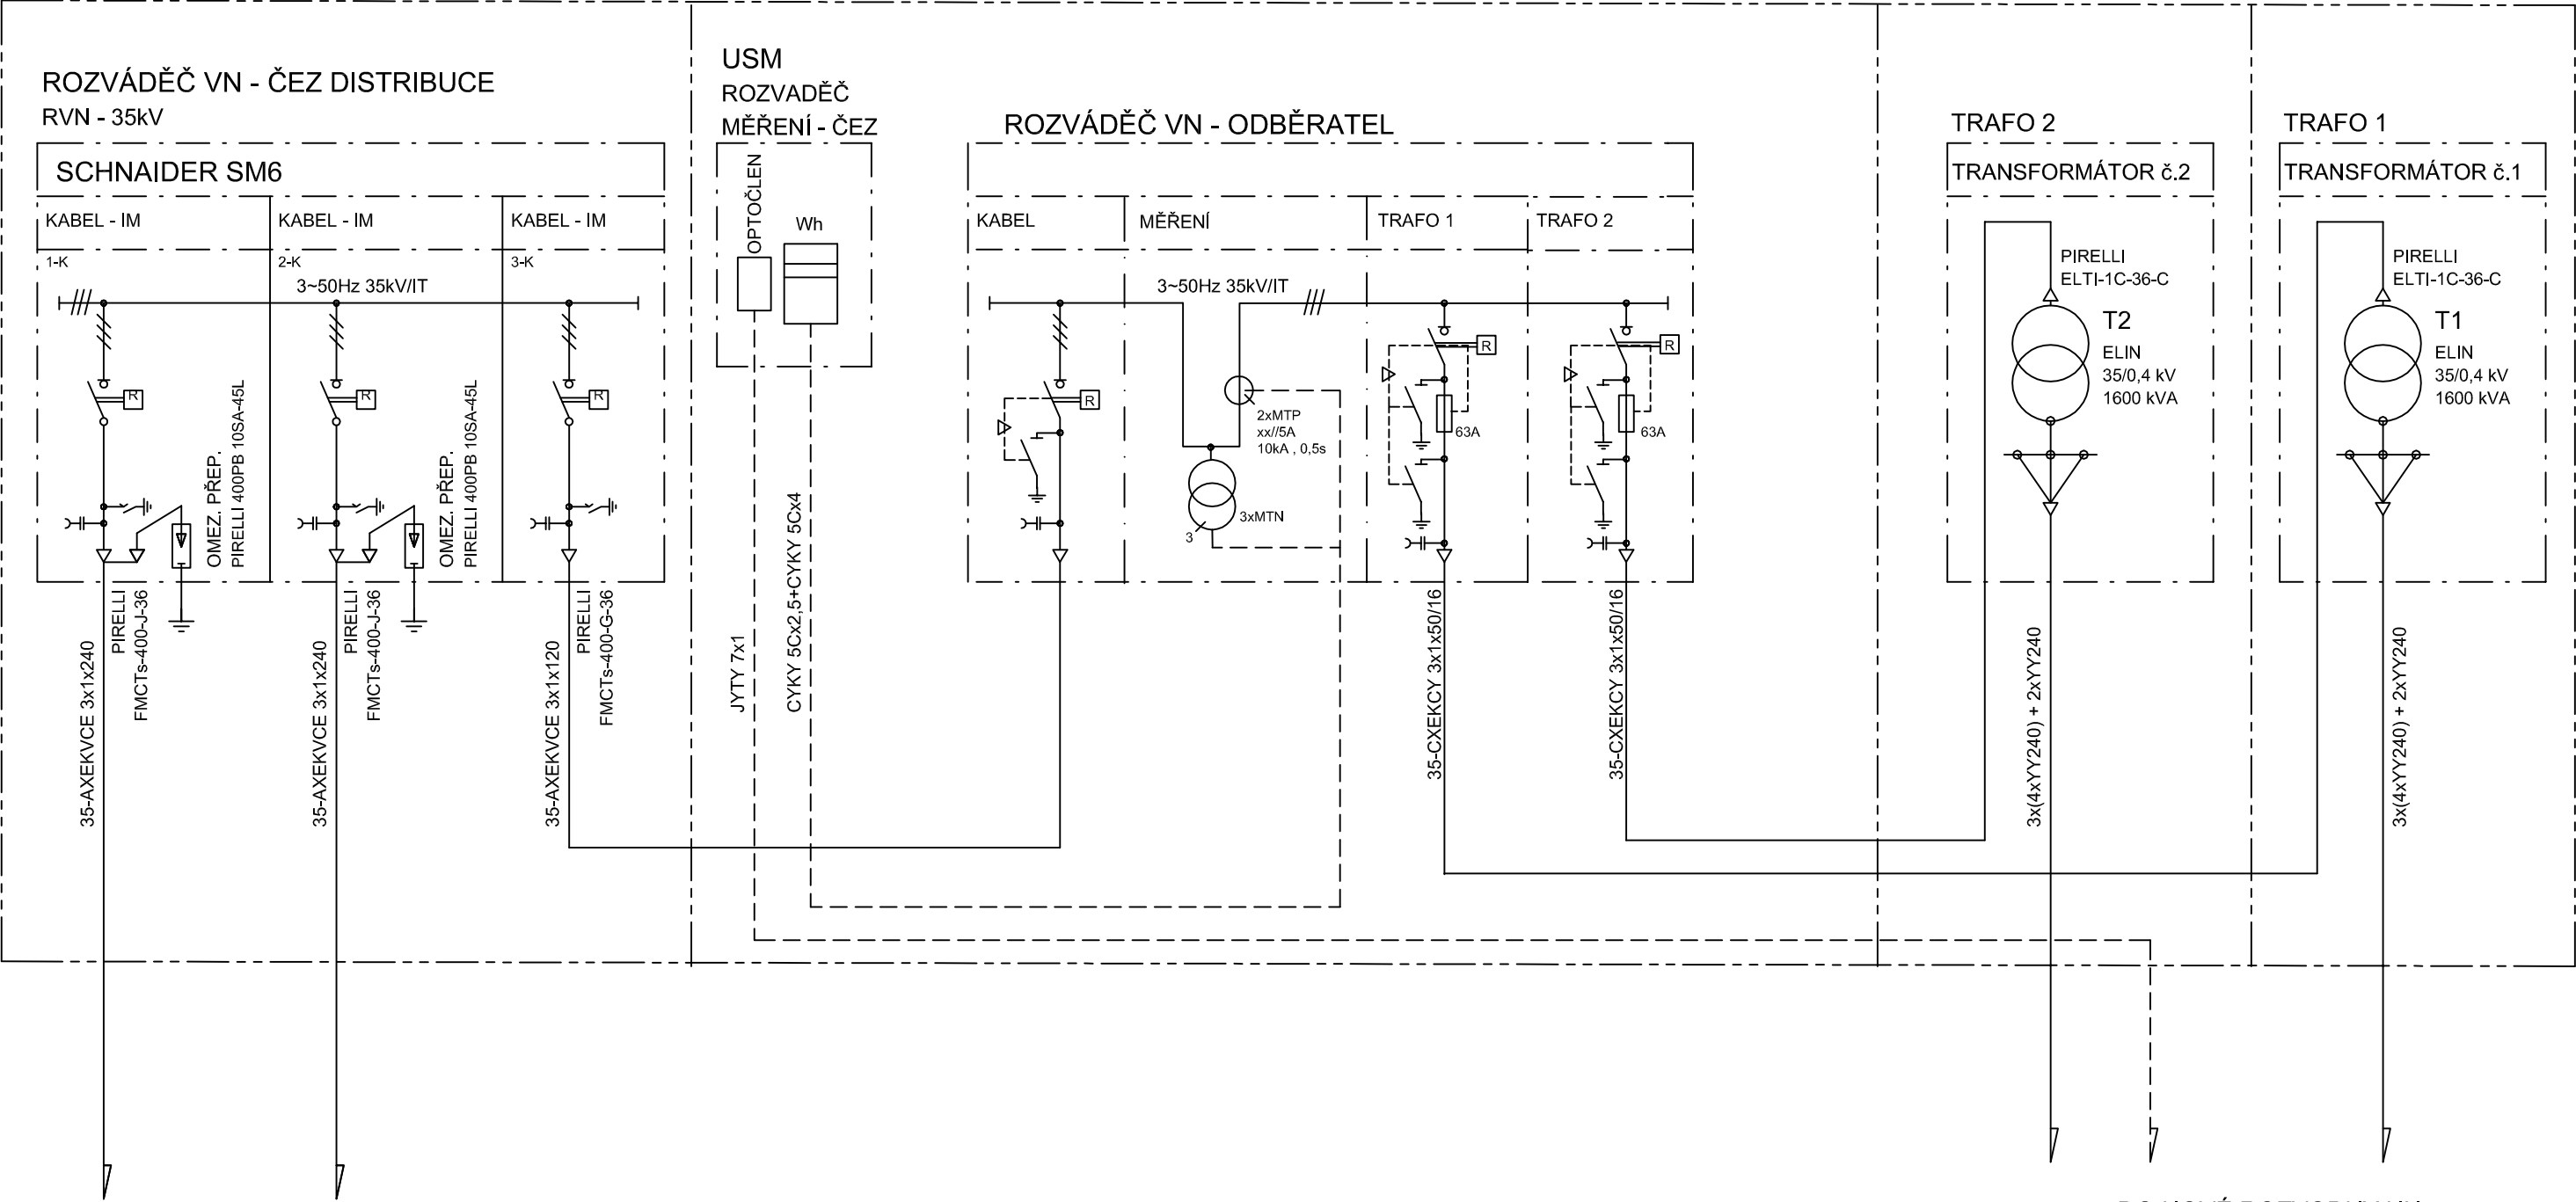 ROZVÁDĚČ VN - ČEZ DISTRIBUCE
RVN - 35kV
SCHNAIDER SM6
KABEL - IM
KABEL - IM
KABEL - IM
1-K
2-K
3-K
3~50Hz 35kV/IT
R
R
R
OMEZ. PŘEP.
PIRELLI 400PB 10SA-45L
OMEZ. PŘEP.
PIRELLI 400PB 10SA-45L
35-AXEKVCE 3x1x240
PIRELLI
FMCTs-400-J-36
35-AXEKVCE 3x1x240
PIRELLI
FMCTs-400-J-36
35-AXEKVCE 3x1x120
PIRELLI
FMCTs-400-G-36
USM
ROZVADĚČ
MĚŘENÍ - ČEZ
OPTOČLEN
Wh
JYTY 7x1
CYKY 5Cx2,5+CYKY 5Cx4
ROZVÁDĚČ VN - ODBĚRATEL
KABEL
MĚŘENÍ
TRAFO 1
TRAFO 2
3~50Hz 35kV/IT
R
R
R
2xMTP
xx//5A
10kA , 0,5s
3xMTN
3
63A
63A
35-CXEKCY 3x1x50/16
35-CXEKCY 3x1x50/16
TRAFO 2
TRANSFORMÁTOR č.2
PIRELLI
ELTI-1C-36-C
T2
ELIN
35/0,4 kV
1600 kVA
3x(4xYY240) + 2xYY240
TRAFO 1
TRANSFORMÁTOR č.1
PIRELLI
ELTI-1C-36-C
T1
ELIN
35/0,4 kV
1600 kVA
3x(4xYY240) + 2xYY240